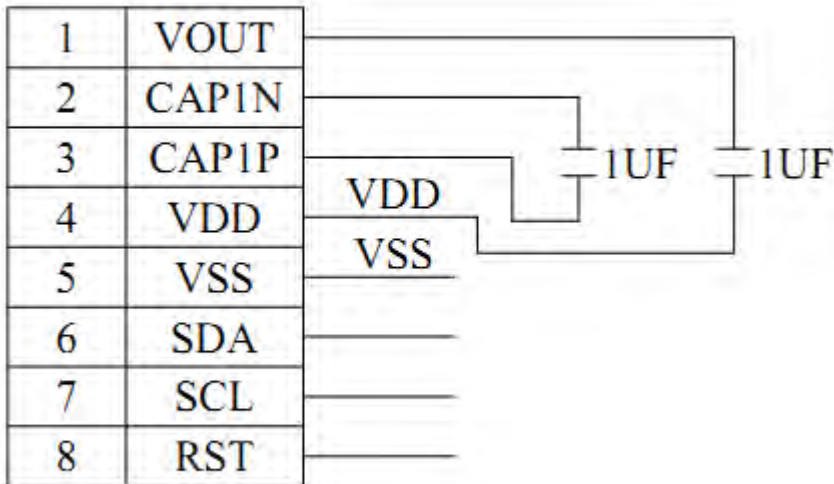 1 VOUT
2 CAP1N
3 CAP1P 1UF 1UF
4 VDD VDD
5 VSS VSS
6 SDA
7 SCL
8 RST